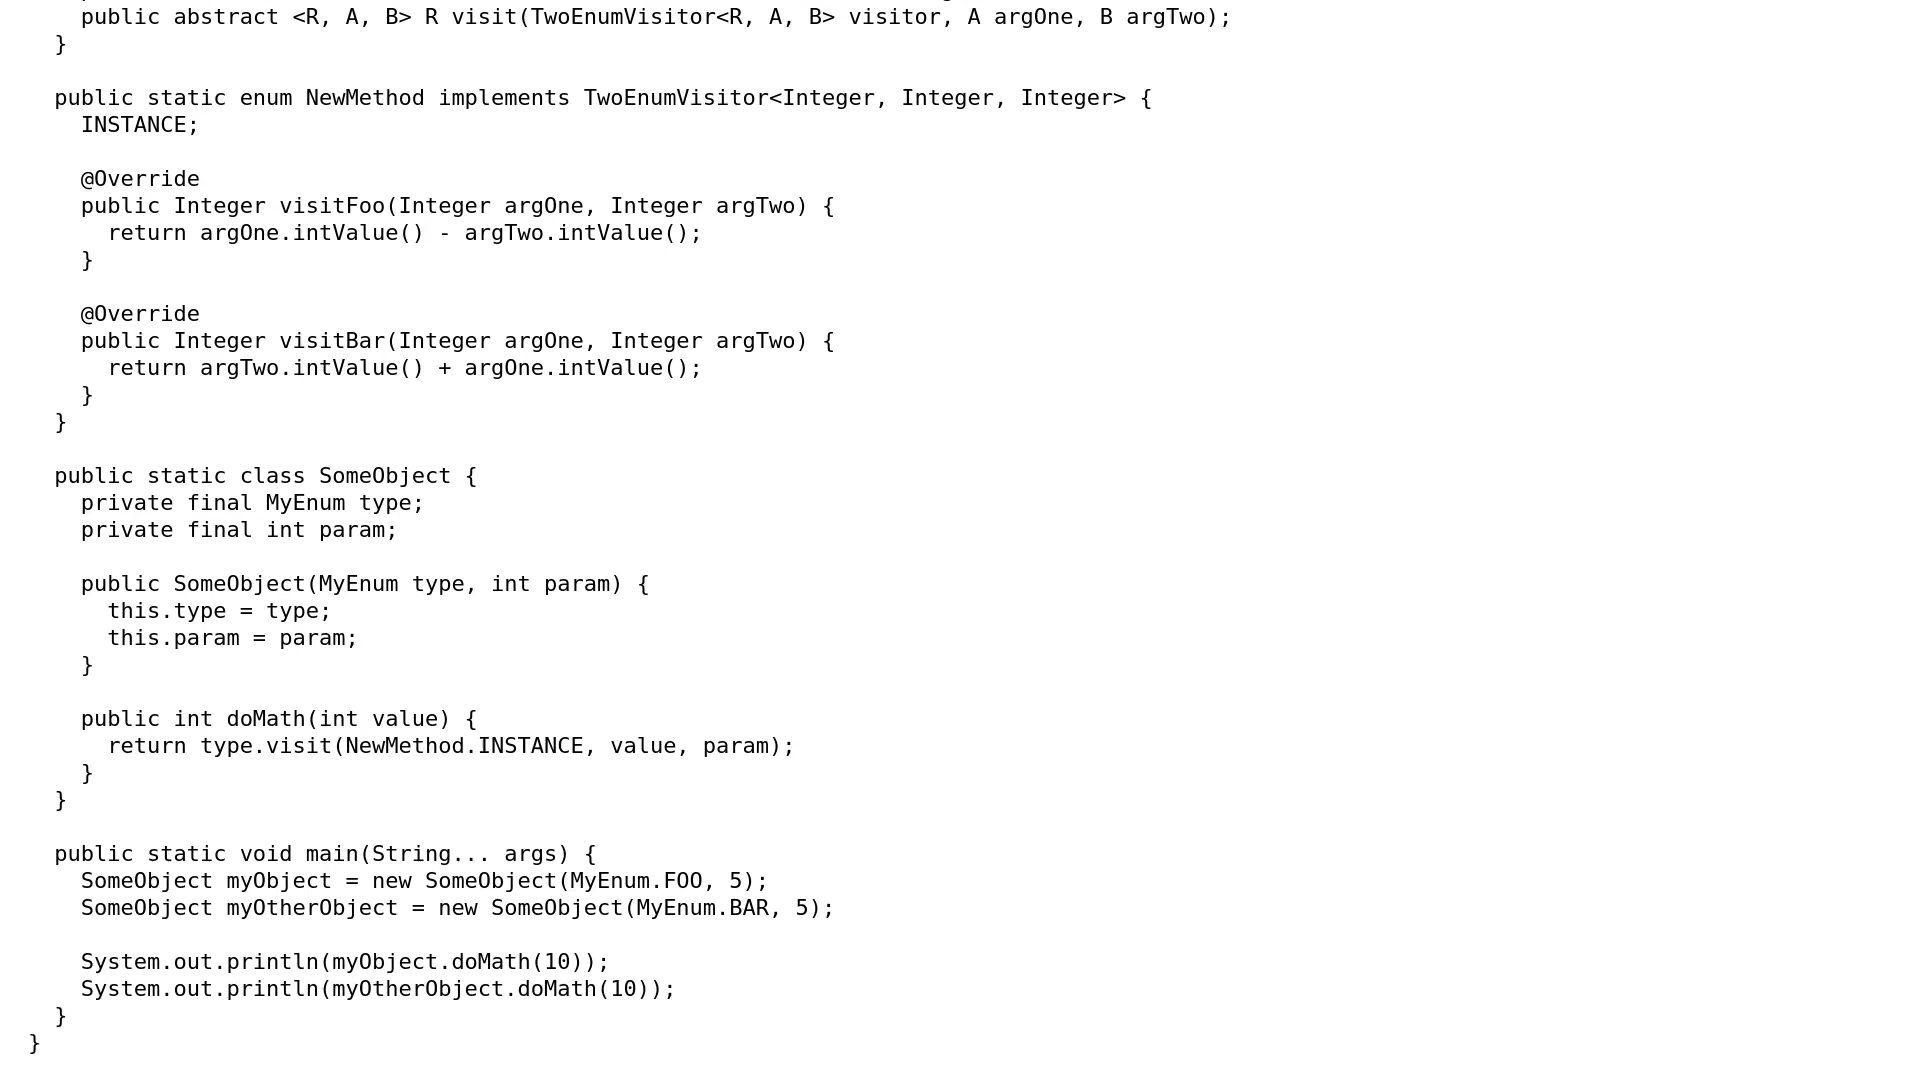 public abstract <R, A, B> R visit(TwoEnumVisitor<R, A, B> visitor, A argOne, B argTwo);
}
public static enum NewMethod implements TwoEnumVisitor<Integer, Integer, Integer> {
INSTANCE;
@Override
public Integer visitFoo(Integer argOne, Integer argTwo) {
return argOne.intValue() - argTwo.intValue();
}
@Override
public Integer visitBar(Integer argOne, Integer argTwo) {
return argTwo.intValue() + argOne.intValue();
}
}
public static class SomeObject {
private final MyEnum type;
private final int param;
public SomeObject(MyEnum type, int param) {
this.type = type;
this.param = param;
}
public int doMath(int value) {
return type.visit(NewMethod.INSTANCE, value, param);
}
}
public static void main(String... args) {
SomeObject myObject = new SomeObject(MyEnum.FOO, 5);
SomeObject myOtherObject = new SomeObject(MyEnum.BAR, 5);
System.out.println(myObject.doMath(10));
System.out.println(myOtherObject.doMath(10));
}
}